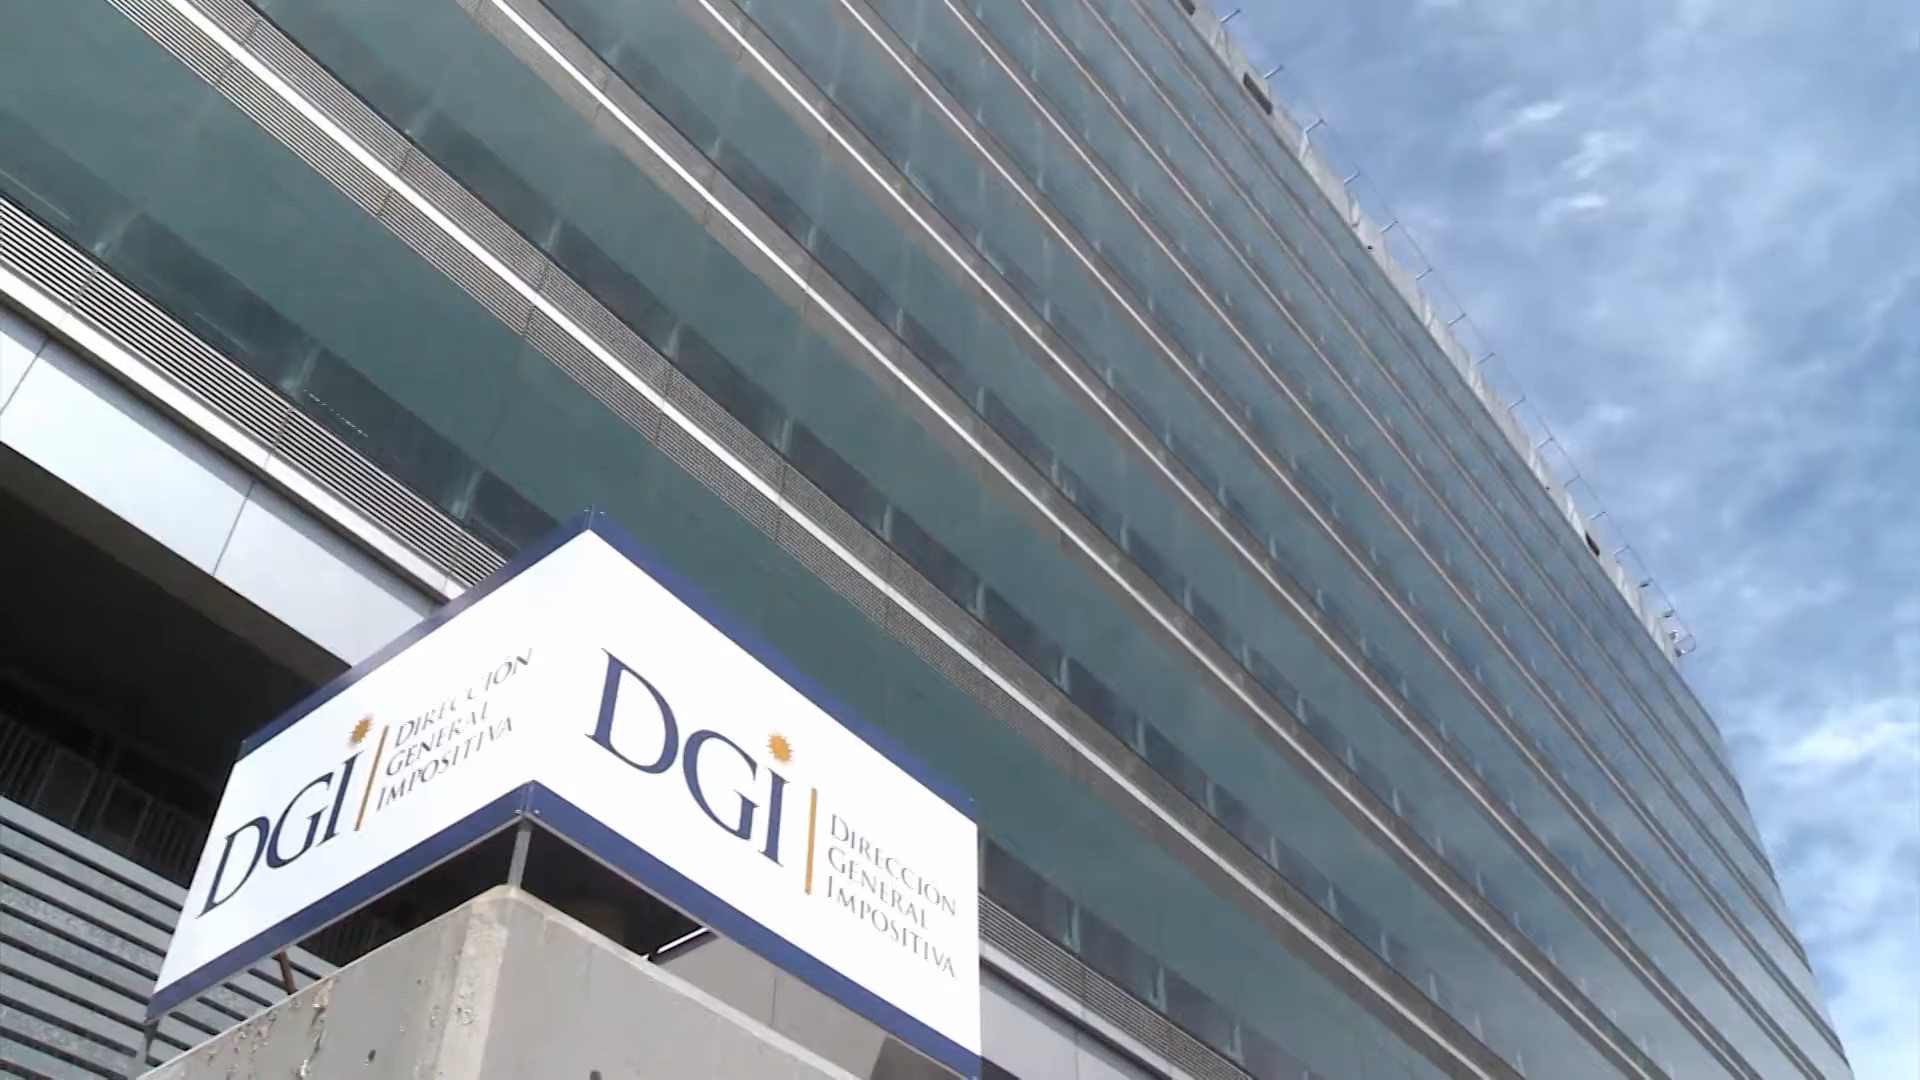 DGI
DIRECCIÓN
GENERAL
IMPOSITIVA
DGI
DIRECCIÓN
GENERAL
IMPOSITIVA